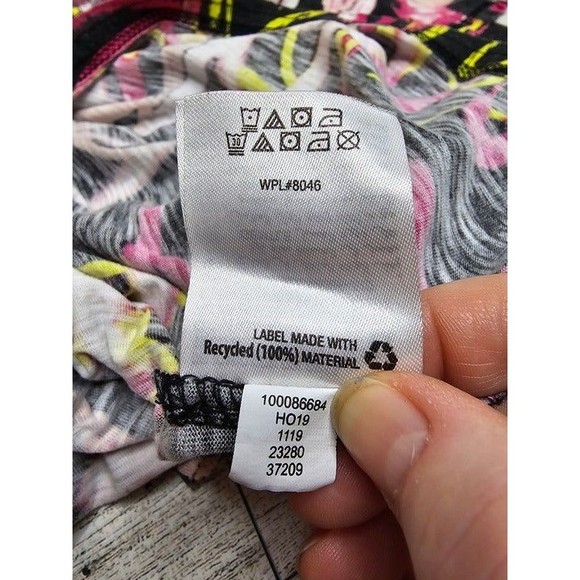 WPL#8046
LABEL MADE WITH
Recycled (100%) MATERIAL
100086684
HO19
1119
23280
37209